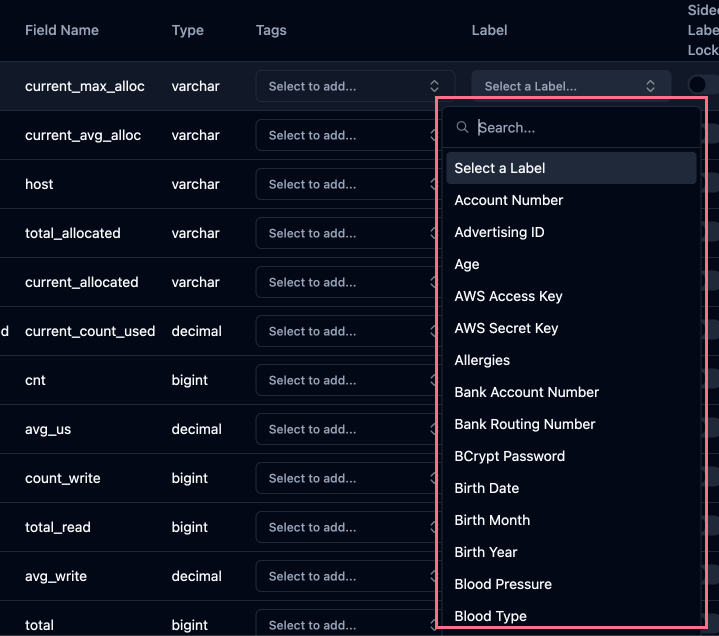 Field Name Type Tags Label Side
Labe
Lock
current_max_alloc varchar Select to add... Select a Label...
current_avg_alloc varchar Select to add...
Search...
host varchar Select to add...
Select a Label
Account Number
total_allocated varchar Select to add...
Advertising ID
Age
current_allocated varchar Select to add...
AWS Access Key
d current_count_used decimal Select to add...
AWS Secret Key
Allergies
cnt bigint Select to add...
Bank Account Number
avg_us decimal Select to add...
Bank Routing Number
BCrypt Password
count_write bigint Select to add...
Birth Date
total_read bigint Select to add...
Birth Month
Birth Year
avg_write decimal Select to add...
Blood Pressure
total bigint Select to add...
Blood Type